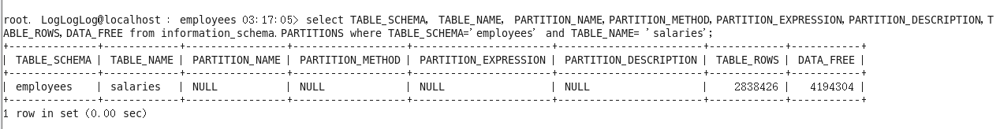 root. LogLogLog@localhost : employees 03:17:05> select TABLE_SCHEMA, TABLE_NAME, PARTITION_NAME,PARTITION_METHOD,PARTITION_EXPRESSION,PARTITION_DESCRIPTION,T
ABLE_ROWS,DATA_FREE from information_schema.PARTITIONS where TABLE_SCHEMA='employees' and TABLE_NAME= 'salaries';
+--------------+------------+----------------+------------------+----------------------+-----------------------+------------+-----------+
| TABLE_SCHEMA | TABLE_NAME | PARTITION_NAME | PARTITION_METHOD | PARTITION_EXPRESSION | PARTITION_DESCRIPTION | TABLE_ROWS | DATA_FREE |
+--------------+------------+----------------+------------------+----------------------+-----------------------+------------+-----------+
| employees | salaries | NULL | NULL | NULL | NULL | 2838426 | 4194304 |
+--------------+------------+----------------+------------------+----------------------+-----------------------+------------+-----------+
1 row in set (0.00 sec)